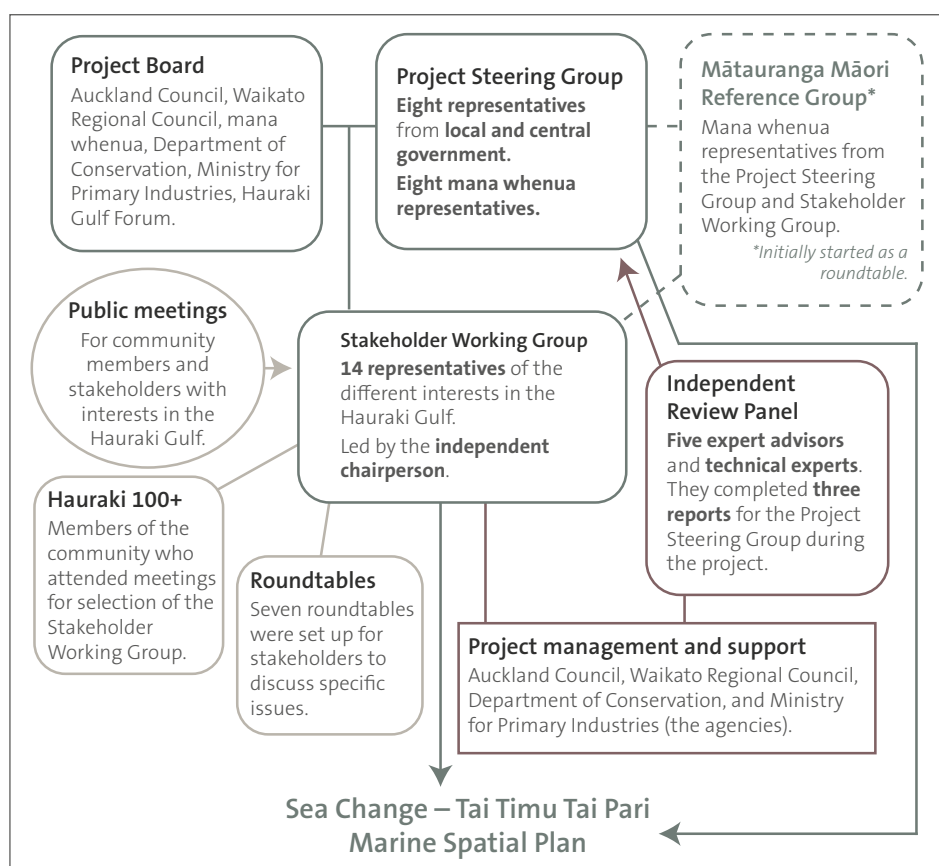 Project Board
Auckland Council, Waikato
Regional Council, mana
whenua, Department of
Conservation, Ministry for
Primary Industries, Hauraki
Gulf Forum.
Project Steering Group
Eight representatives
from local and central
government.
Eight mana whenua
representatives.
Mātauranga Māori
Reference Group*
Mana whenua
representatives from
the Project Steering
Group and Stakeholder
Working Group.
*Initially started as a
roundtable.
Public meetings
For community
members and
stakeholders with
interests in the
Hauraki Gulf.
Stakeholder Working Group
14 representatives of the
different interests in the
Hauraki Gulf.
Led by the independent
chairperson.
Independent
Review Panel
Five expert advisors
and technical experts.
They completed three
reports for the Project
Steering Group during
the project.
Hauraki 100+
Members of the
community who
attended meetings
for selection of the
Stakeholder
Working Group.
Roundtables
Seven roundtables
were set up for
stakeholders to
discuss specific
issues.
Project management and support
Auckland Council, Waikato Regional Council,
Department of Conservation, and Ministry
for Primary Industries (the agencies).
Sea Change – Tai Timu Tai Pari
Marine Spatial Plan